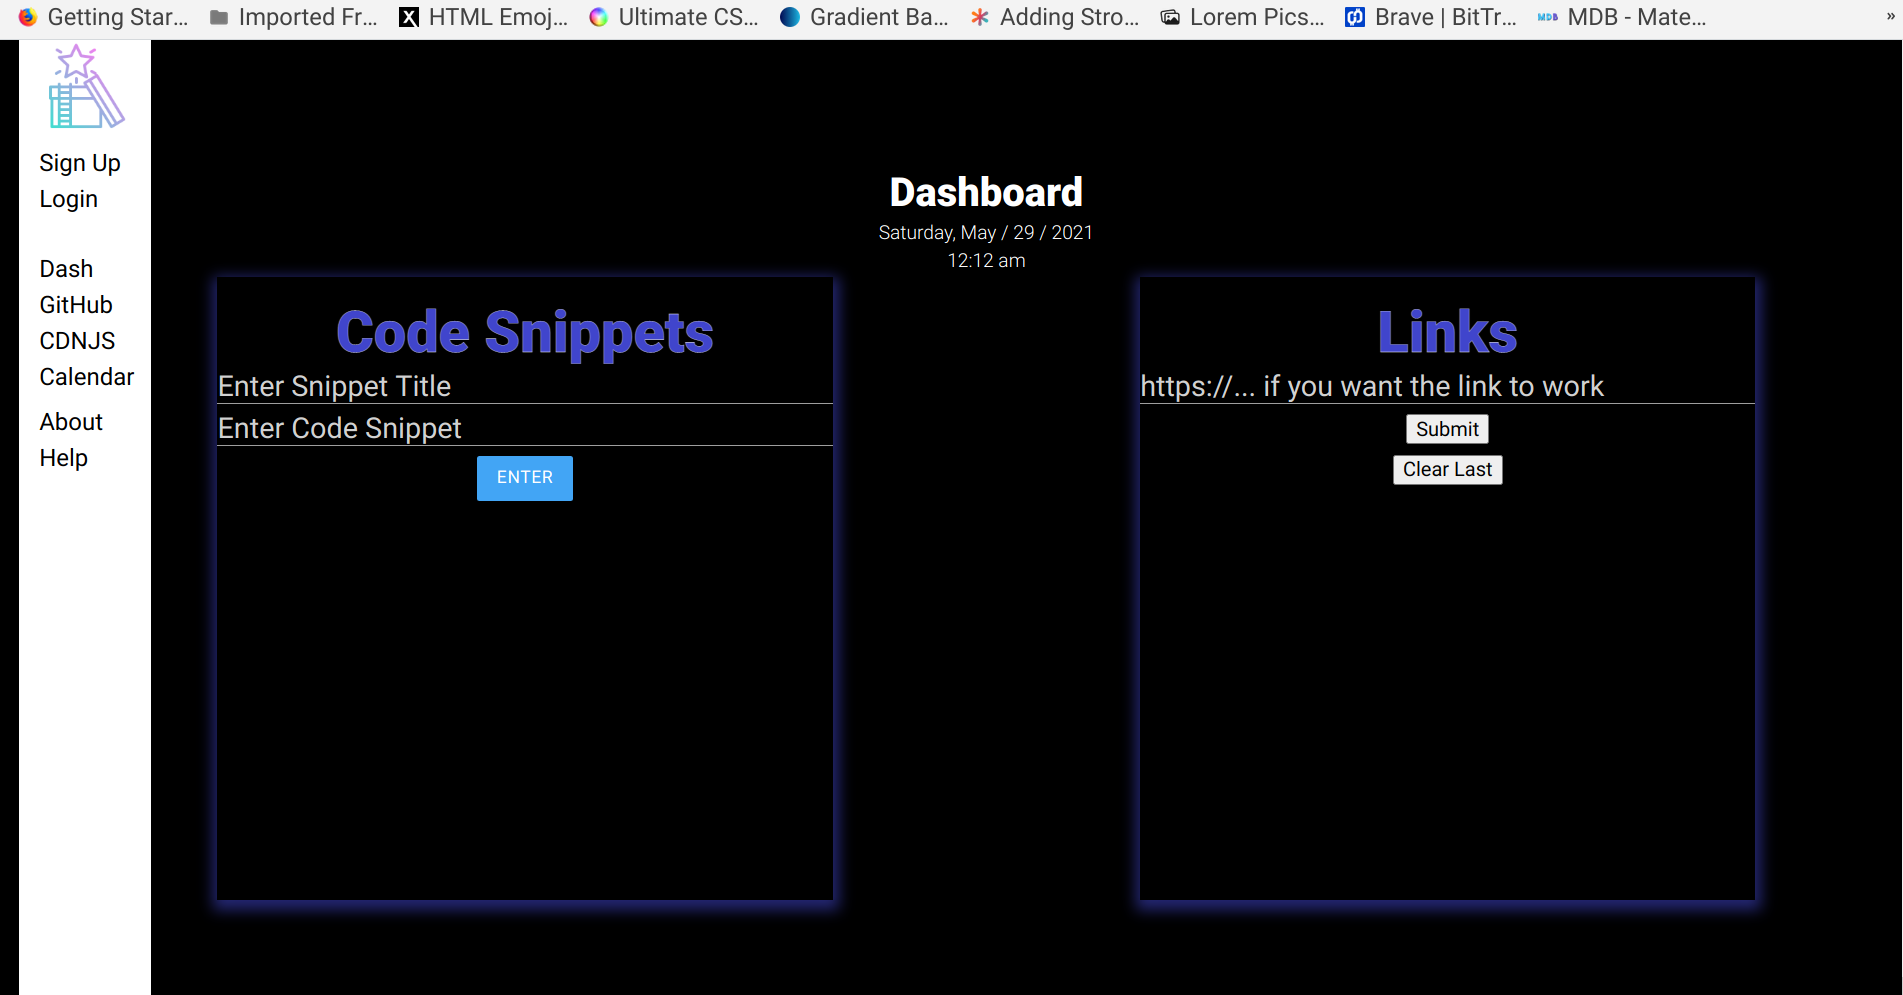 Getting Star... Imported Fr... HTML Emoj... Ultimate CS... Gradient Ba... Adding Stro... Lorem Pics... Brave | BitTr... MDB MDB - Mate... »
Sign Up
Login
Dash
GitHub
CDNJS
Calendar
About
Help
Dashboard
Saturday, May / 29 / 2021
12:12 am
Code Snippets
Enter Snippet Title
Enter Code Snippet
ENTER
Links
https://... if you want the link to work
Submit
Clear Last